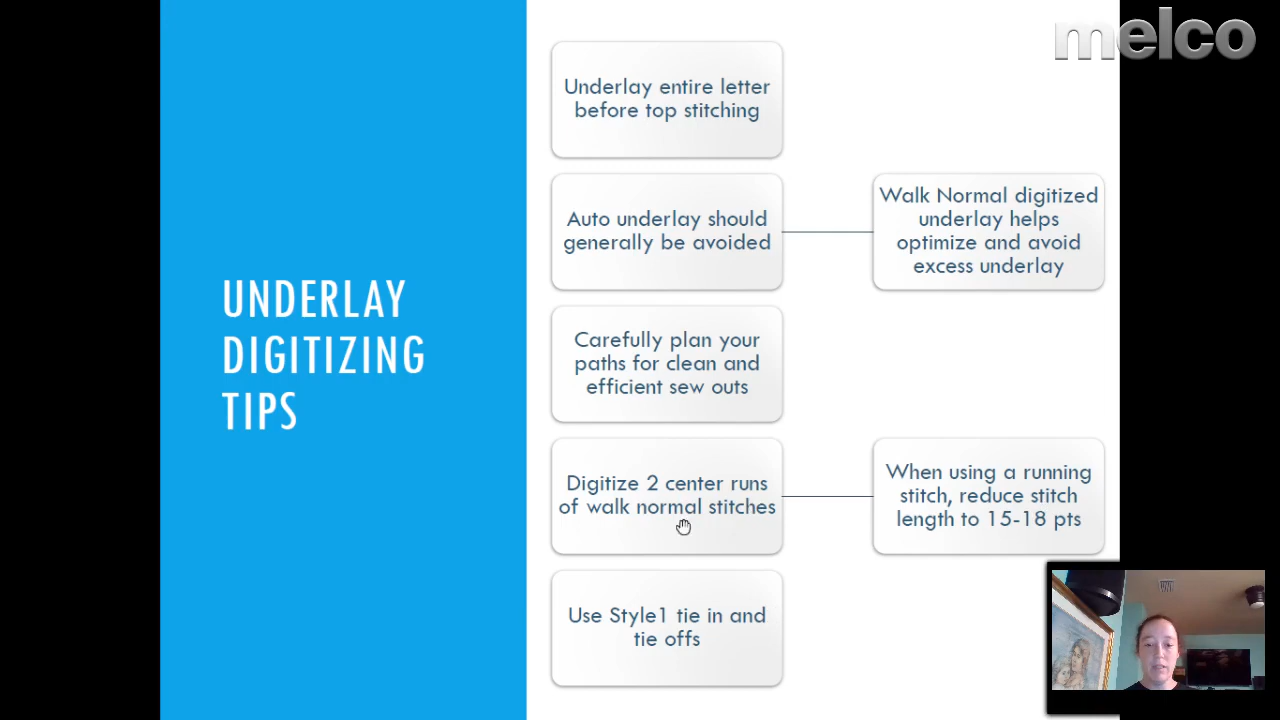 melco
Underlay entire letter
before top stitching
Auto underlay should
generally be avoided
Walk Normal digitized
underlay helps
optimize and avoid
excess underlay
UNDERLAY
DIGITIZING
TIPS
Carefully plan your
paths for clean and
efficient sew outs
Digitize 2 center runs
of walk normal stitches
When using a running
stitch, reduce stitch
length to 15-18 pts
Use Style1 tie in and
tie offs